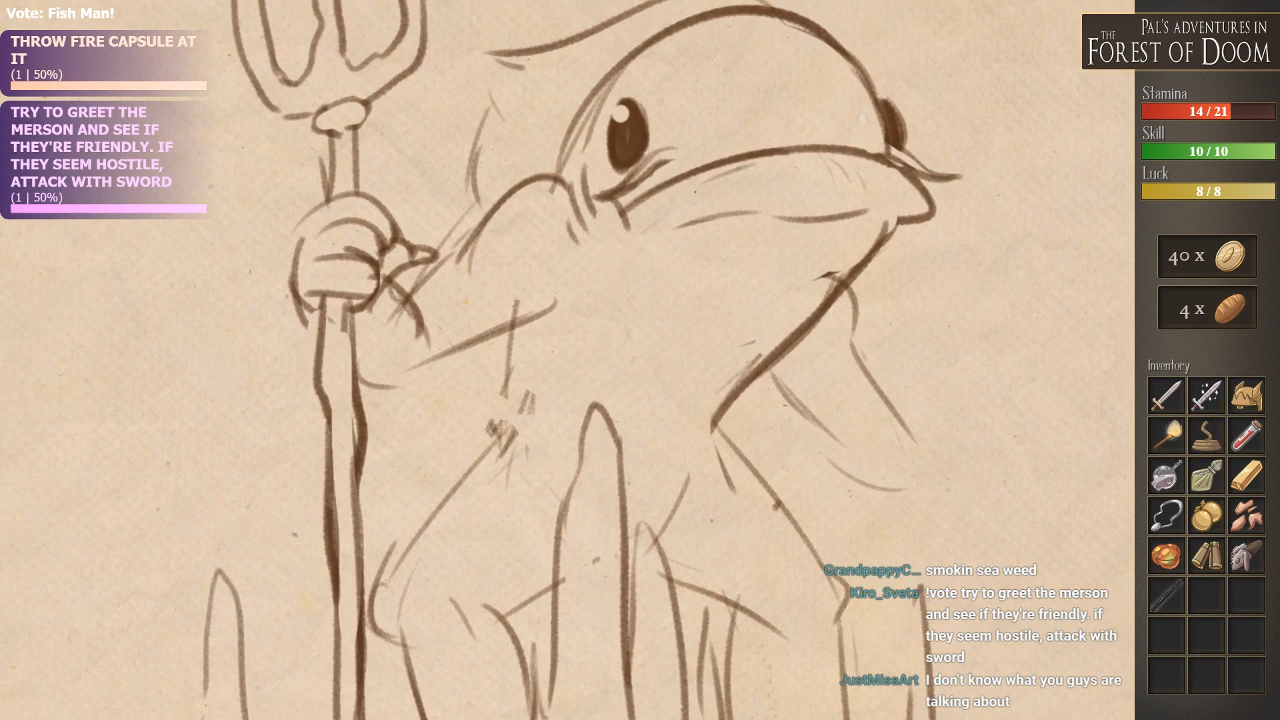 Vote: Fish Man!
THROW FIRE CAPSULE AT
IT
(1 | 50%)
TRY TO GREET THE
MERSON AND SEE IF
THEY'RE FRIENDLY. IF
THEY SEEM HOSTILE,
ATTACK WITH SWORD
(1 | 50%)
PAL'S ADVENTURES IN
THE
FOREST OF DOOM
Stamina
14 / 21
Skill
10 / 10
Luck
8 / 8
40 x
4 x
Inventory
GrandpappyC... smokin sea weed
Kiro_Sveta !vote try to greet the merson
and see if they're friendly. if
they seem hostile, attack with
sword
JustMissArt I don't know what you guys are
talking about